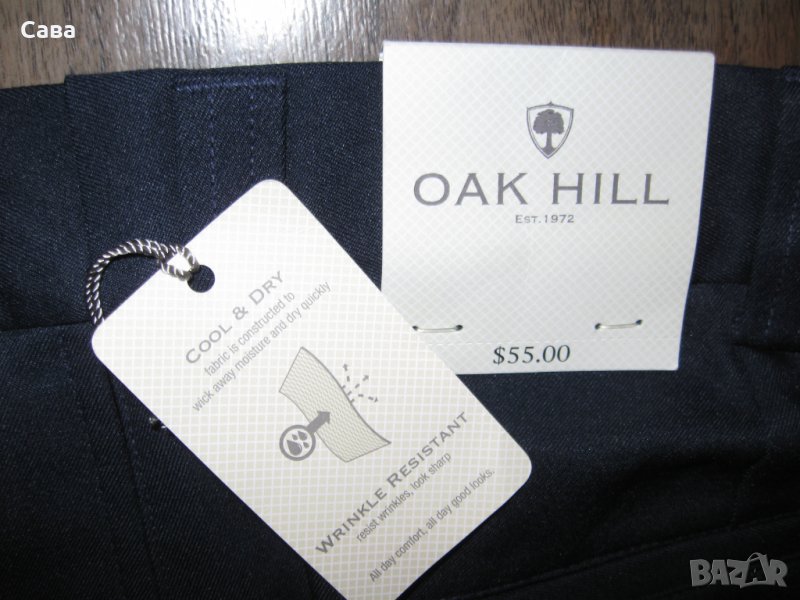 Сава
OAK HILL
EST. 1972
$55.00
COOL & DRY
fabric is constructed to
wick away moisture and dry quickly
WRINKLE RESISTANT
resist wrinkles, look sharp
All day comfort, all day good looks.
BAZAR